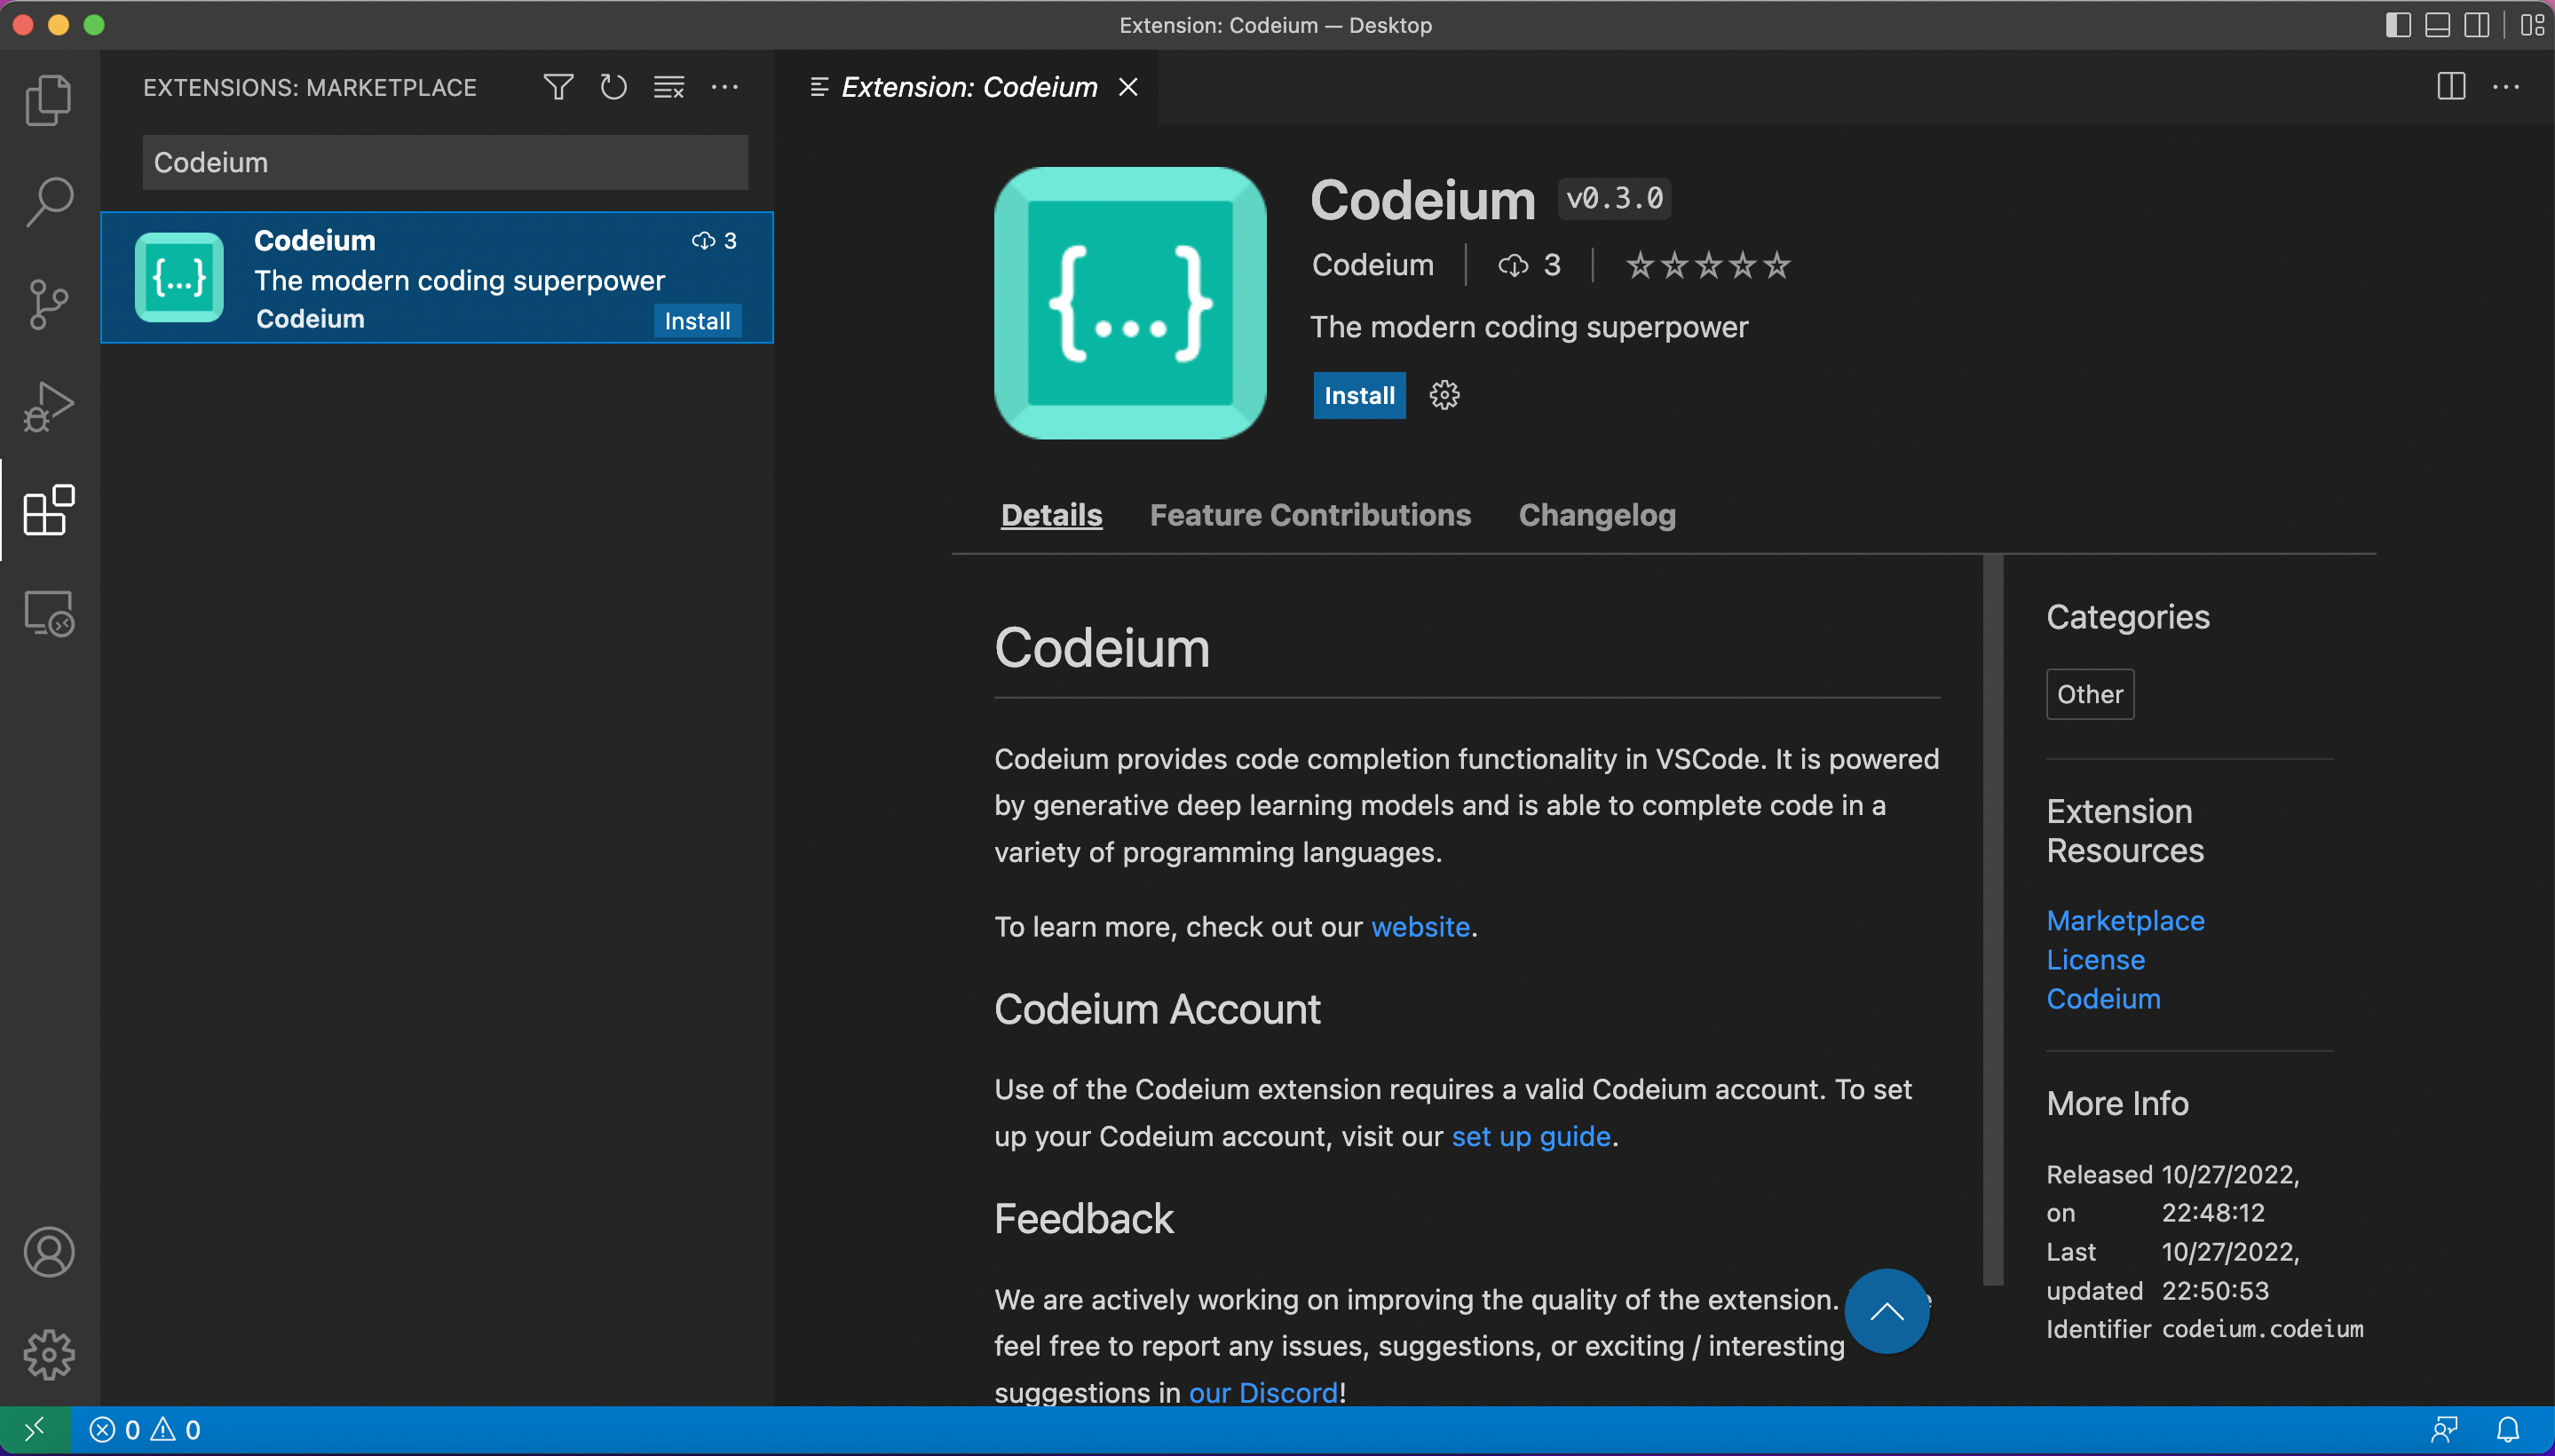 Extension: Codeium — Desktop
EXTENSIONS: MARKETPLACE
Codeium
Codeium
3
The modern coding superpower
Codeium
Install
Extension: Codeium
{...}
Codeium v0.3.0
Codeium 3
The modern coding superpower
Install
Details Feature Contributions Changelog
Codeium
Codeium provides code completion functionality in VSCode. It is powered
by generative deep learning models and is able to complete code in a
variety of programming languages.
To learn more, check out our website.
Codeium Account
Use of the Codeium extension requires a valid Codeium account. To set
up your Codeium account, visit our set up guide.
Feedback
We are actively working on improving the quality of the extension.
feel free to report any issues, suggestions, or exciting / interesting
suggestions in our Discord!
Categories
Other
Extension
Resources
Marketplace
License
Codeium
More Info
Released 10/27/2022,
on 22:48:12
Last 10/27/2022,
updated 22:50:53
Identifier codeium.codeium
0 0